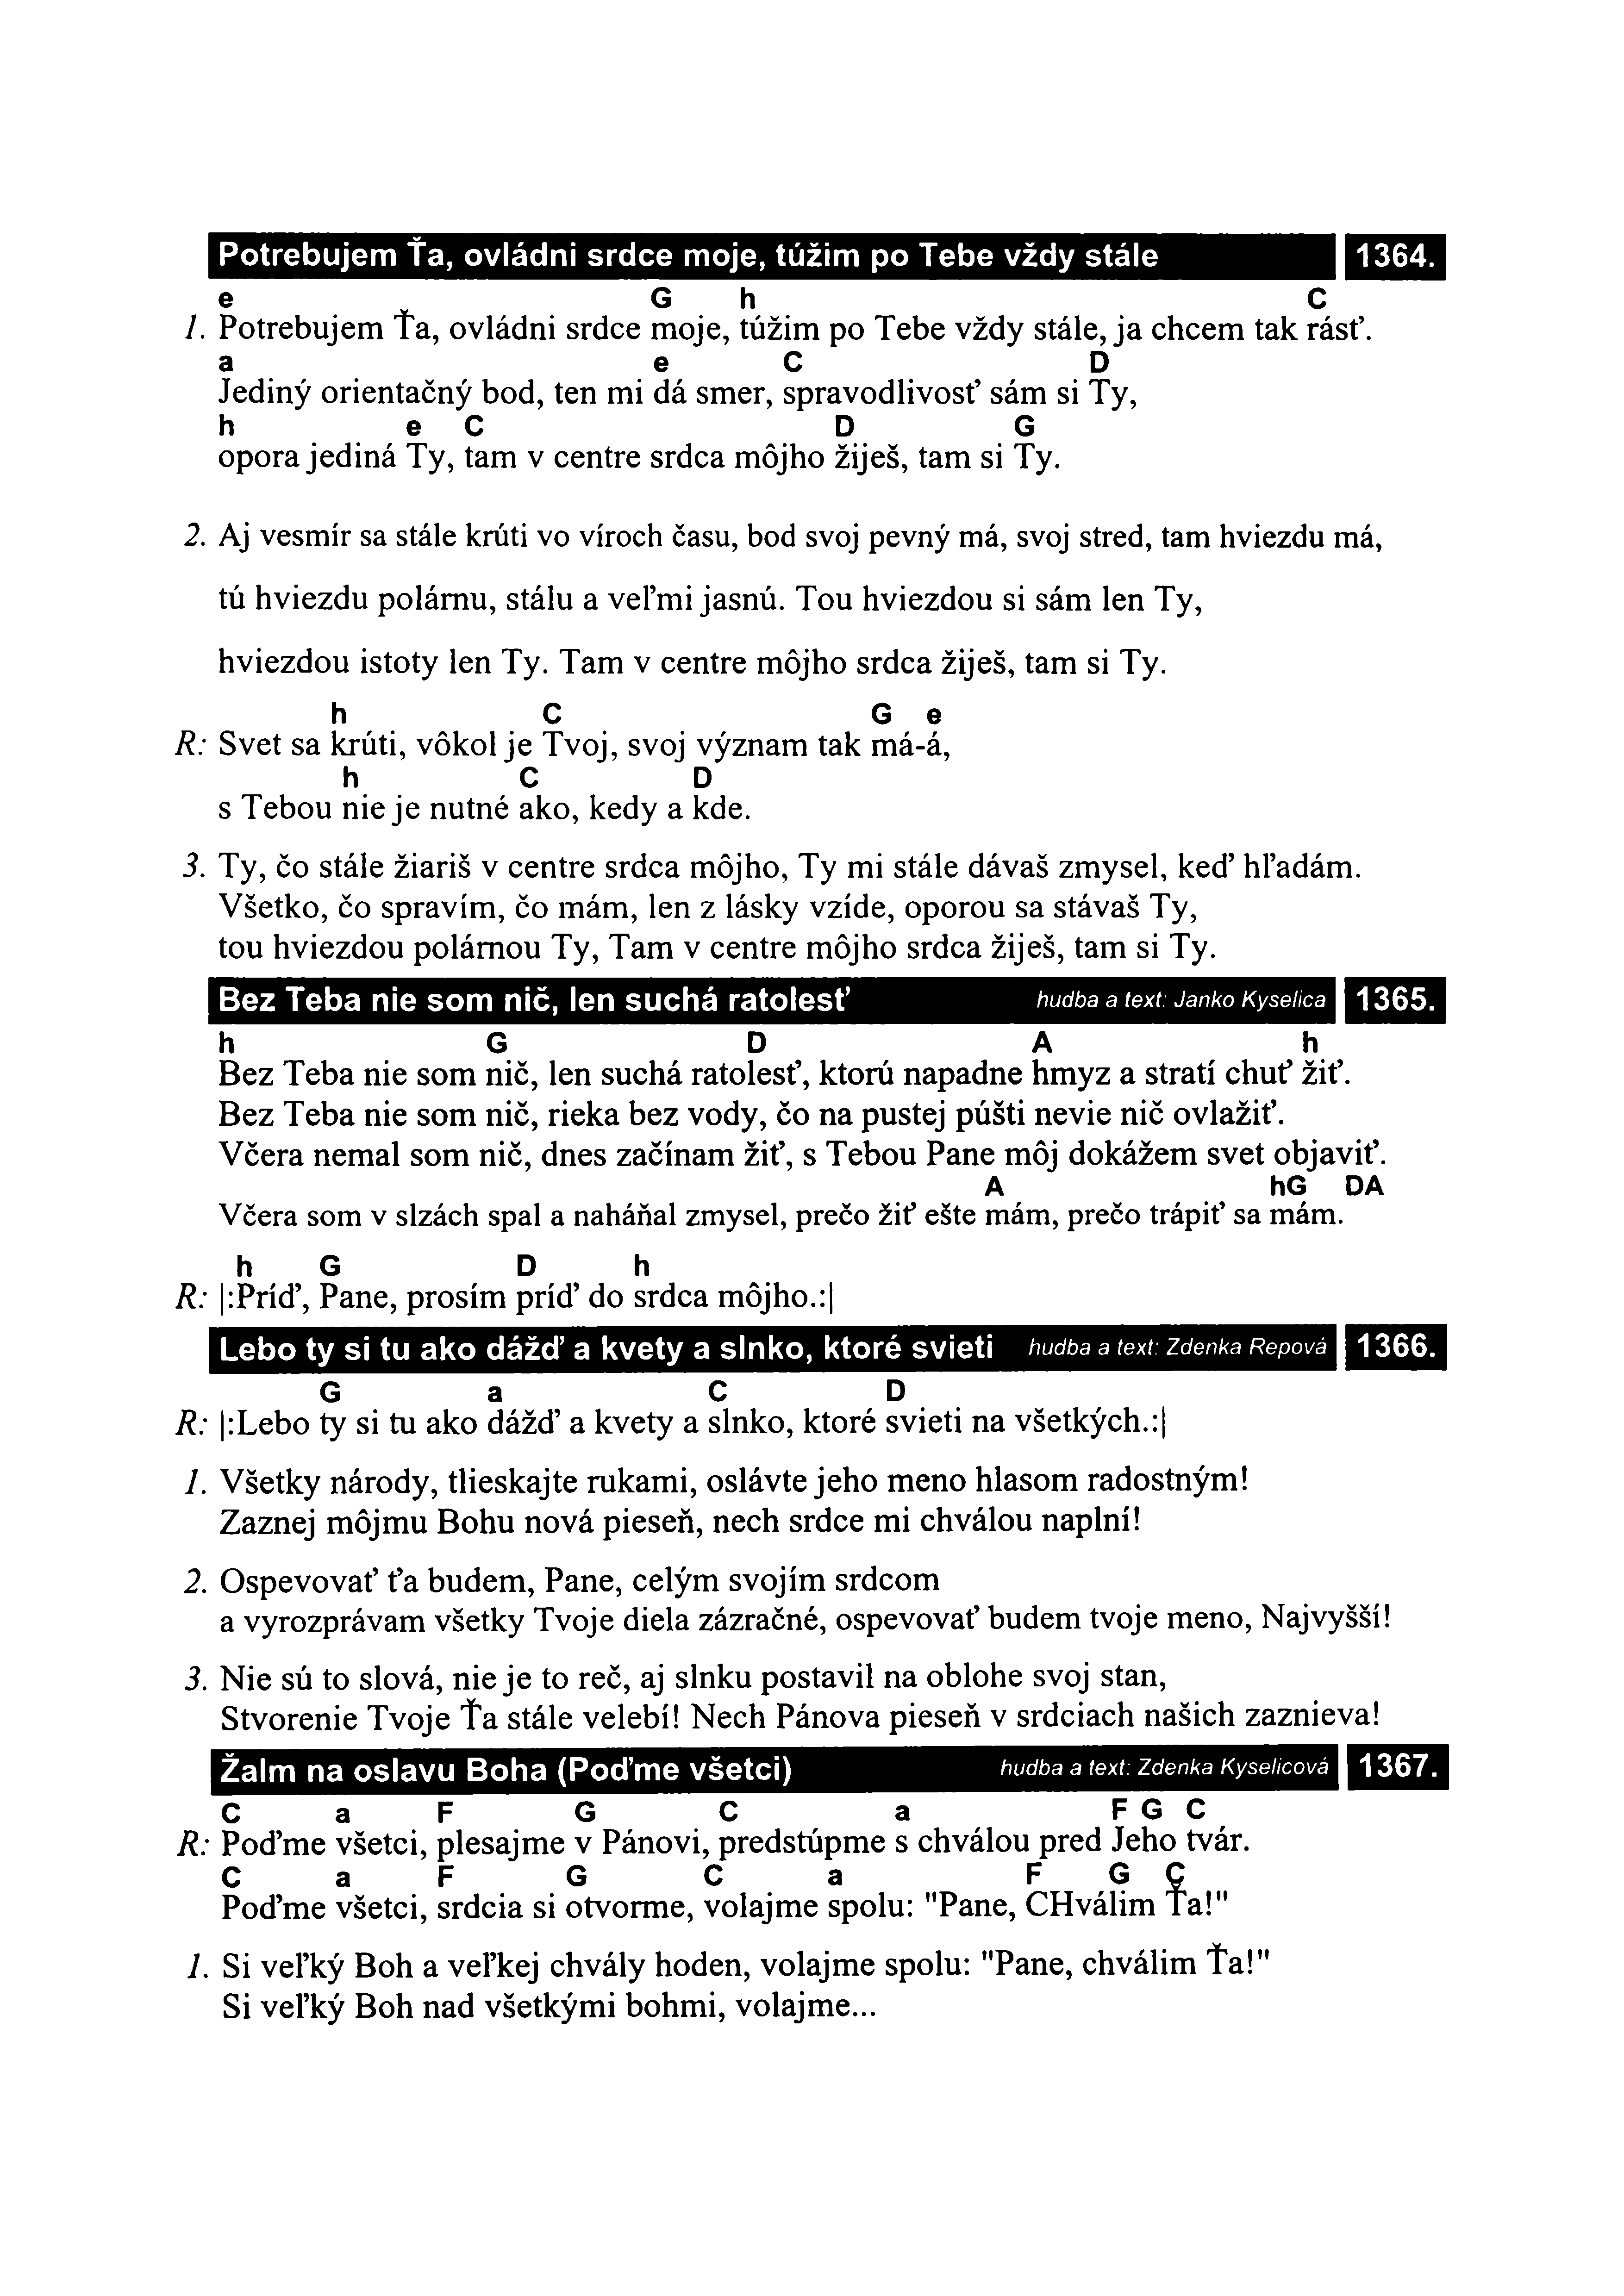 Potrebujem Ťa, ovládni srdce moje, túžim po Tebe vždy stále 1364.
e G h C
1. Potrebujem Ťa, ovládni srdce moje, túžim po Tebe vždy stále, ja chcem tak rásť.
a e C D
Jediný orientačný bod, ten mi dá smer, spravodlivosť sám si Ty,
h e C D G
opora jediná Ty, tam v centre srdca môjho žiješ, tam si Ty.
2. Aj vesmír sa stále krúti vo víroch času, bod svoj pevný má, svoj stred, tam hviezdu má,
tú hviezdu polárnu, stálu a veľmi jasnú. Tou hviezdou si sám len Ty,
hviezdou istoty len Ty. Tam v centre môjho srdca žiješ, tam si Ty.
h C G e
R: Svet sa krúti, vôkol je Tvoj, svoj význam tak má-á,
h C D
s Tebou nie je nutné ako, kedy a kde.
3. Ty, čo stále žiariš v centre srdca môjho, Ty mi stále dávaš zmysel, keď hľadám.
Všetko, čo spravím, čo mám, len z lásky vzíde, oporou sa stávaš Ty,
tou hviezdou polárnou Ty, Tam v centre môjho srdca žiješ, tam si Ty.
Bez Teba nie som nič, len suchá ratolesť hudba a text: Janko Kyselica 1365.
h G D A h
Bez Teba nie som nič, len suchá ratolesť, ktorú napadne hmyz a stratí chuť žiť.
Bez Teba nie som nič, rieka bez vody, čo na pustej púšti nevie nič ovlažiť.
Včera nemal som nič, dnes začínam žiť, s Tebou Pane môj dokážem svet objaviť.
A hG DA
Včera som v slzách spal a naháňal zmysel, prečo žiť ešte mám, prečo trápiť sa mám.
h G D h
R: |:Príď, Pane, prosím príď do srdca môjho.:|
Lebo ty si tu ako dážď a kvety a slnko, ktoré svieti hudba a text: Zdenka Repová 1366.
G a C D
R: |:Lebo ty si tu ako dážď a kvety a slnko, ktoré svieti na všetkých.:|
1. Všetky národy, tlieskajte rukami, oslávte jeho meno hlasom radostným!
Zaznej môjmu Bohu nová pieseň, nech srdce mi chválou naplní!
2. Ospevovať ťa budem, Pane, celým svojím srdcom
a vyrozprávam všetky Tvoje diela zázračné, ospevovať budem tvoje meno, Najvyšší!
3. Nie sú to slová, nie je to reč, aj slnku postavil na oblohe svoj stan,
Stvorenie Tvoje Ťa stále velebí! Nech Pánova pieseň v srdciach našich zaznieva!
Žalm na oslavu Boha (Poďme všetci) hudba a text: Zdenka Kyselicová 1367.
C a F G C a F G C
R: Poďme všetci, plesajme v Pánovi, predstúpme s chválou pred Jeho tvár.
C a F G C a F G C
Poďme všetci, srdcia si otvorme, volajme spolu: "Pane, CHválim Ťa!"
1. Si veľký Boh a veľkej chvály hoden, volajme spolu: "Pane, chválim Ťa!"
Si veľký Boh nad všetkými bohmi, volajme...